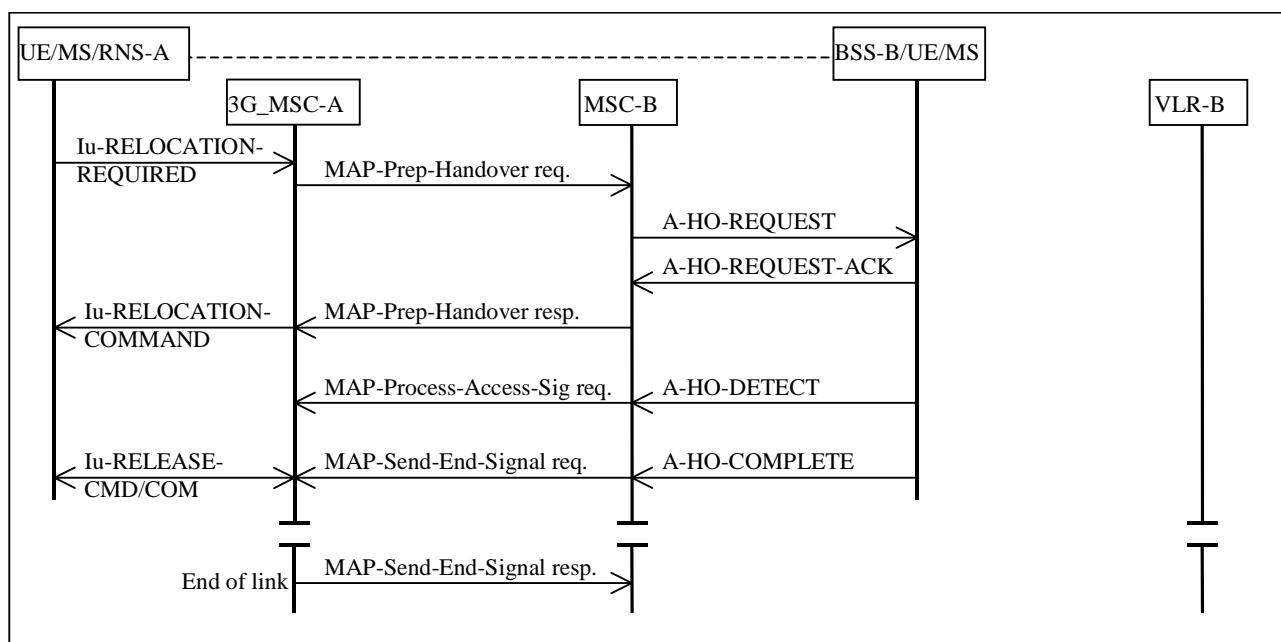 UE/MS/RNS-A
BSS-B/UE/MS
3G_MSC-A
MSC-B
VLR-B
Iu-RELOCATION-
REQUIRED
MAP-Prep-Handover req.
A-HO-REQUEST
A-HO-REQUEST-ACK
Iu-RELOCATION-
COMMAND
MAP-Prep-Handover resp.
MAP-Process-Access-Sig req.
A-HO-DETECT
Iu-RELEASE-
CMD/COM
MAP-Send-End-Signal req.
A-HO-COMPLETE
End of link
MAP-Send-End-Signal resp.